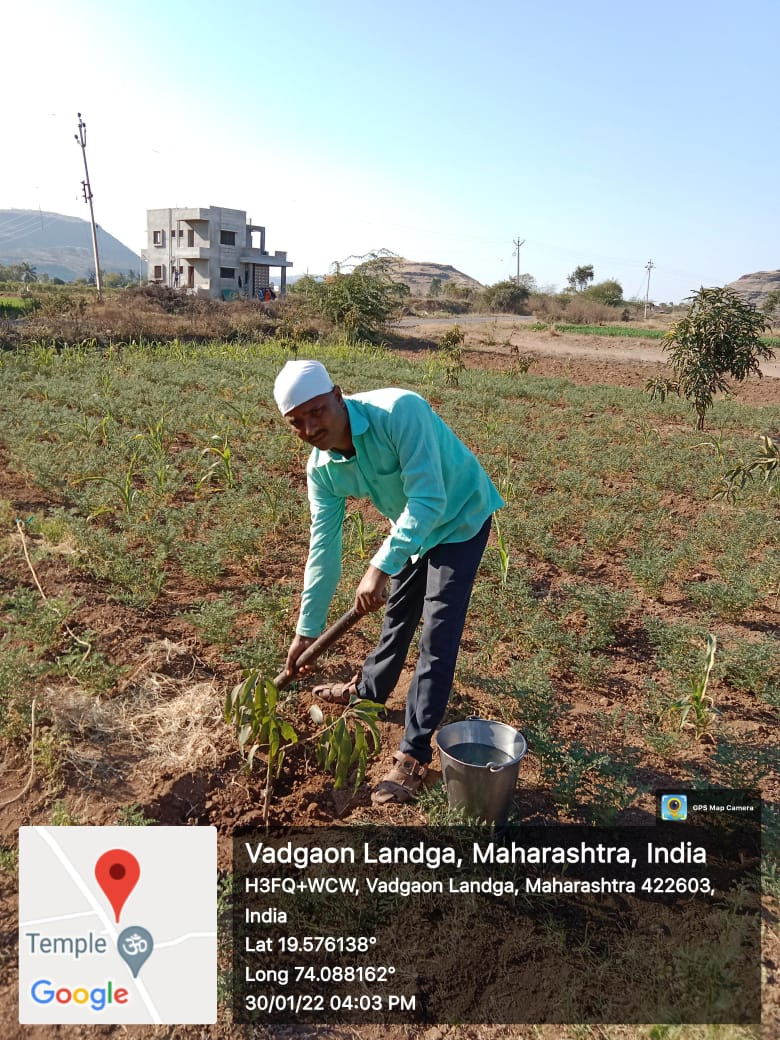 GPS Map Camera
Vadgaon Landga, Maharashtra, India
H3FQ+WCW, Vadgaon Landga, Maharashtra 422603,
India
Lat 19.576138°
Long 74.088162°
30/01/22 04:03 PM
Temple
ॐ
Google